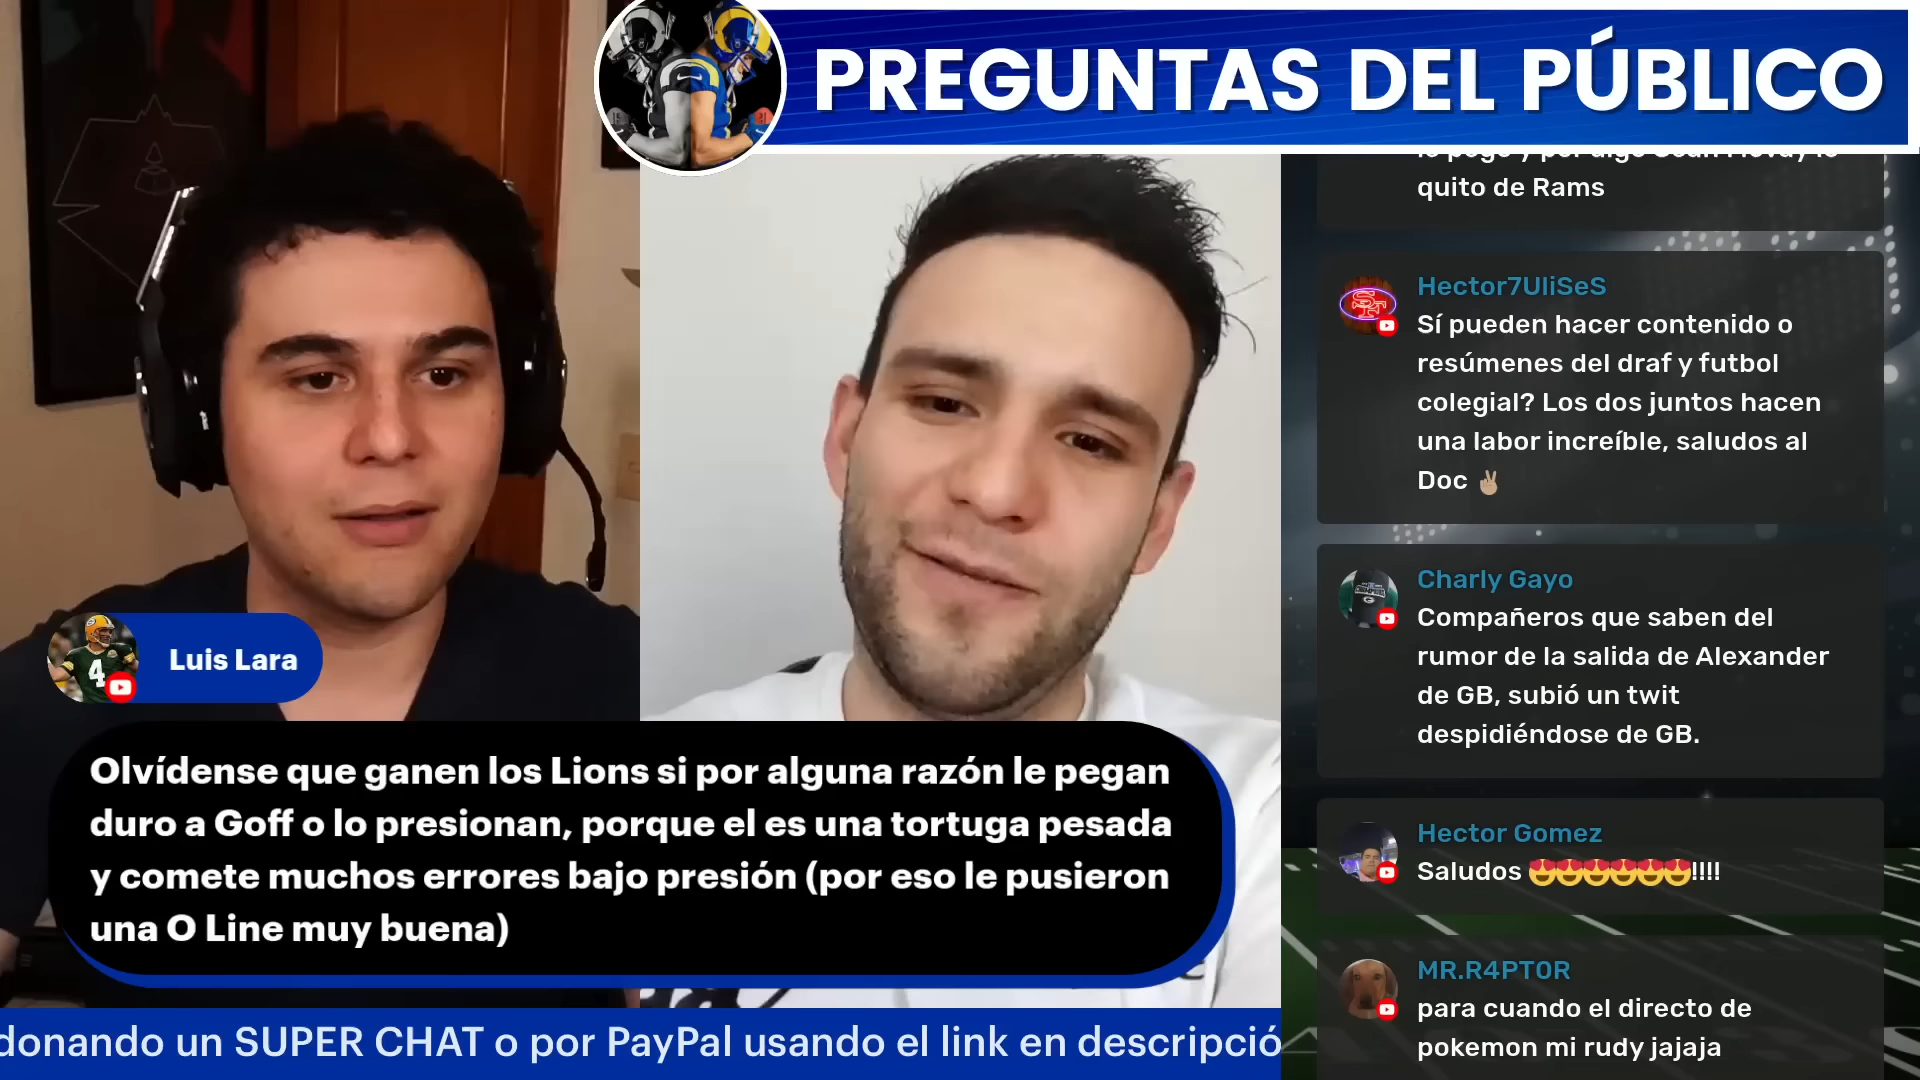 PREGUNTAS DEL PÚBLICO
quito de Rams
Hector7UliSeS
Sí pueden hacer contenido o
resúmenes del draf y futbol
colegial? Los dos juntos hacen
una labor increíble, saludos al
Doc ✌🏼
Charly Gayo
Compañeros que saben del
rumor de la salida de Alexander
de GB, subió un twit
despidiéndose de GB.
Hector Gomez
Saludos 😍😍😍😍😍😍!!!!
MR.R4PT0R
para cuando el directo de
pokemon mi rudy jajaja
Luis Lara
Olvídense que ganen los Lions si por alguna razón le pegan
duro a Goff o lo presionan, porque el es una tortuga pesada
y comete muchos errores bajo presión (por eso le pusieron
una O Line muy buena)
donando un SUPER CHAT o por PayPal usando el link en descripció